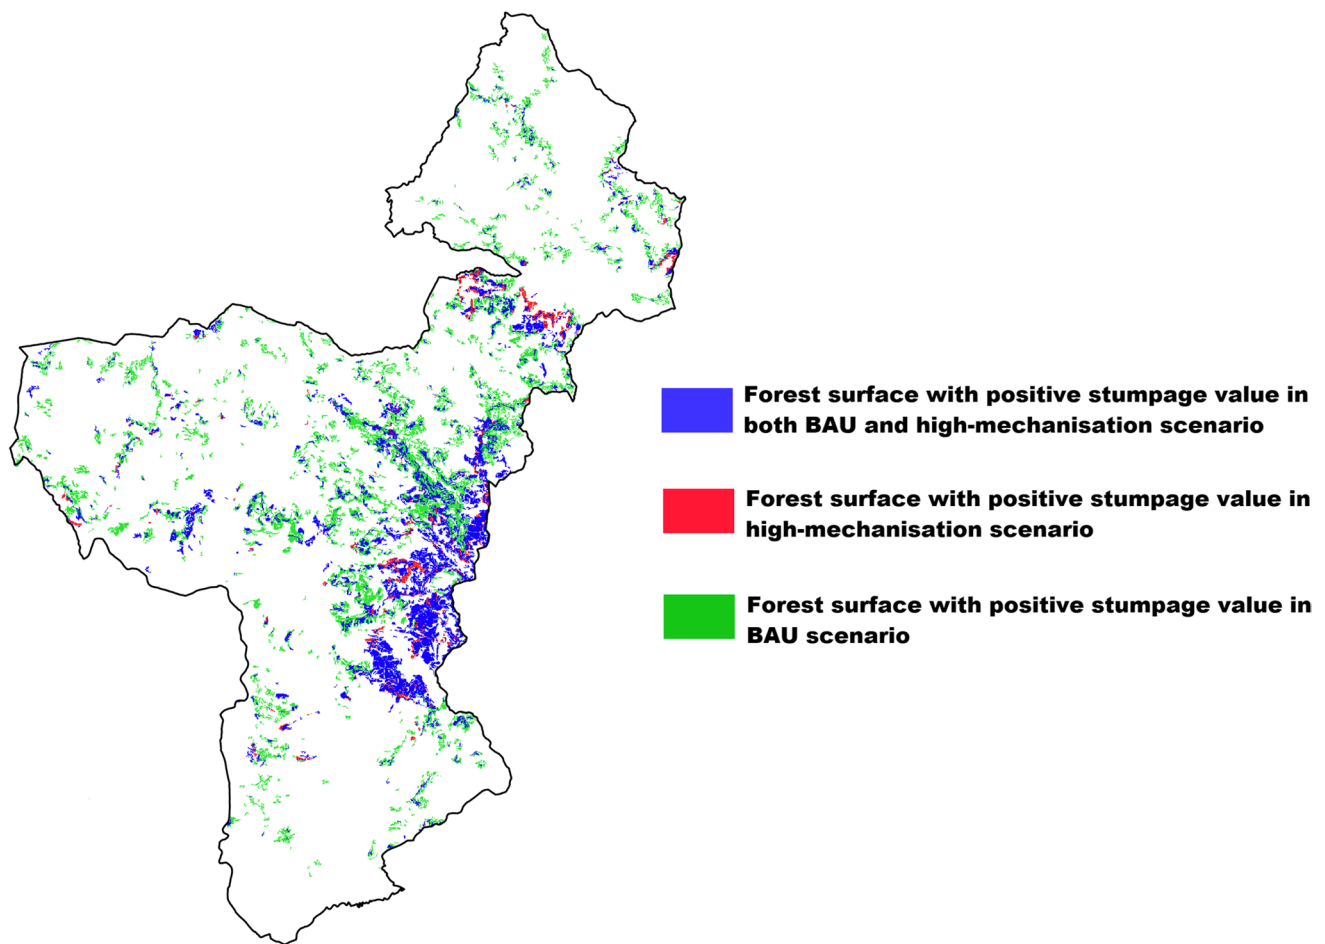 Forest surface with positive stumpage value in
both BAU and high-mechanisation scenario
Forest surface with positive stumpage value in
high-mechanisation scenario
Forest surface with positive stumpage value in
BAU scenario